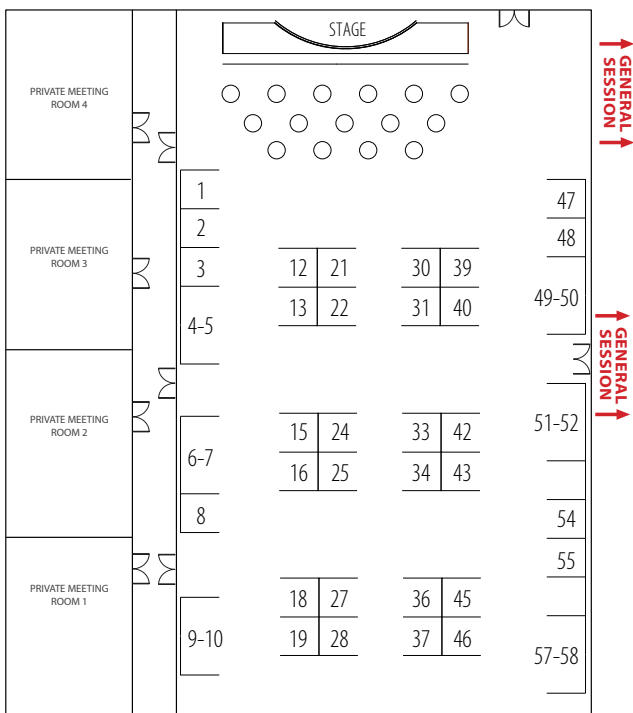 STAGE
GENERAL
SESSION
PRIVATE MEETING
ROOM 4
1
47
2
48
PRIVATE MEETING
ROOM 3
3
12 21
30 39
13 22
31 40
49-50
4-5
GENERAL
SESSION
PRIVATE MEETING
ROOM 2
15 24
33 42
51-52
6-7
16 25
34 43
8
54
55
PRIVATE MEETING
ROOM 1
18 27
36 45
9-10
19 28
37 46
57-58